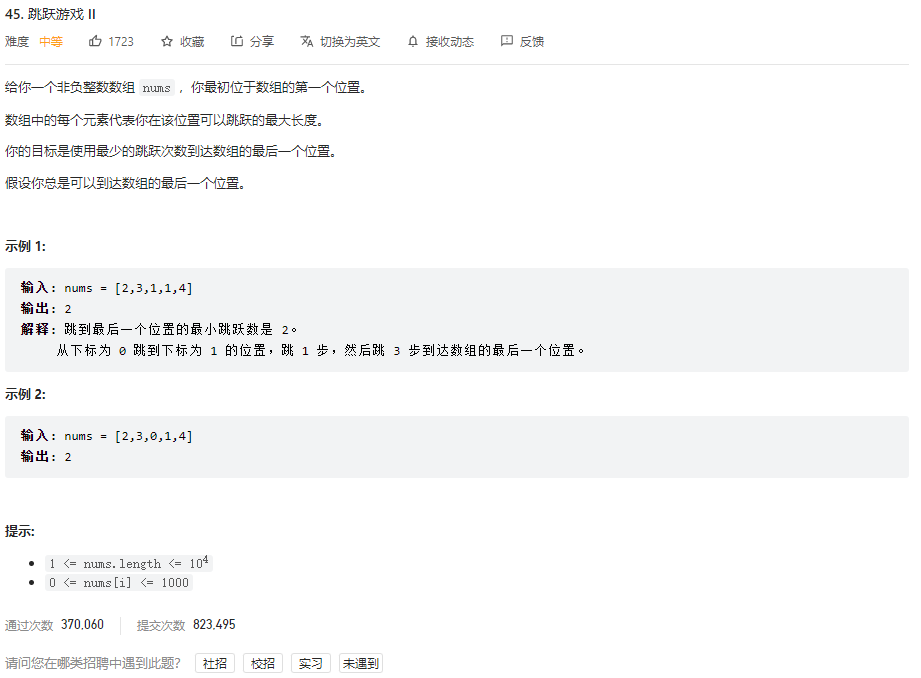 45. 跳跃游戏 II
难度 中等 1723 收藏 分享 切换为英文 接收动态 反馈
给你一个非负整数数组 nums ，你最初位于数组的第一个位置。
数组中的每个元素代表你在该位置可以跳跃的最大长度。
你的目标是使用最少的跳跃次数到达数组的最后一个位置。
假设你总是可以到达数组的最后一个位置。
示例 1:
输入: nums = [2,3,1,1,4]
输出: 2
解释: 跳到最后一个位置的最小跳跃数是 2。
从下标为 0 跳到下标为 1 的位置，跳 1 步，然后跳 3 步到达数组的最后一个位置。
示例 2:
输入: nums = [2,3,0,1,4]
输出: 2
提示:
• 1 <= nums.length <= 10⁴
• 0 <= nums[i] <= 1000
通过次数 370,060 提交次数 823,495
请问您在哪类招聘中遇到此题? 社招 校招 实习 未遇到